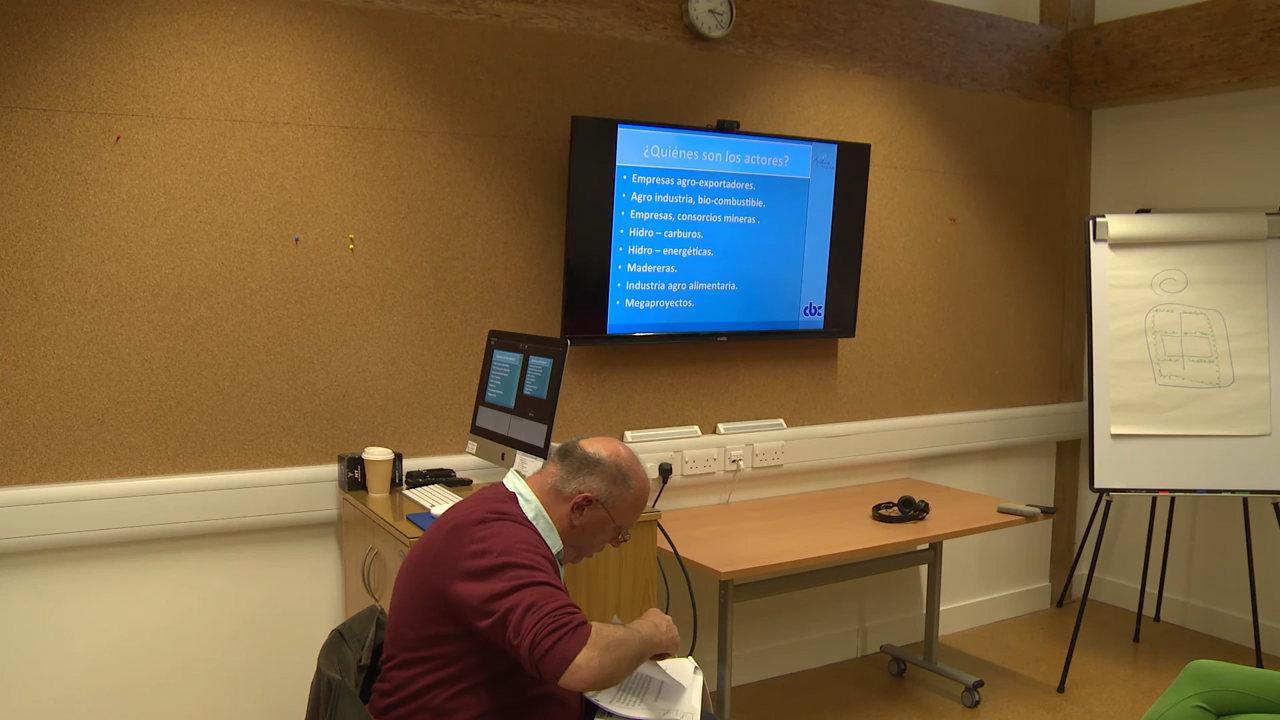 ¿Quiénes son los actores?
• Empresas agro-exportadores.
• Agro industria, bio-combustible.
• Empresas, consorcios mineras .
• Hidro – carburos.
• Hidro – energéticas.
• Madereras.
• Industria agro alimentaria.
• Megaproyectos.
cbc